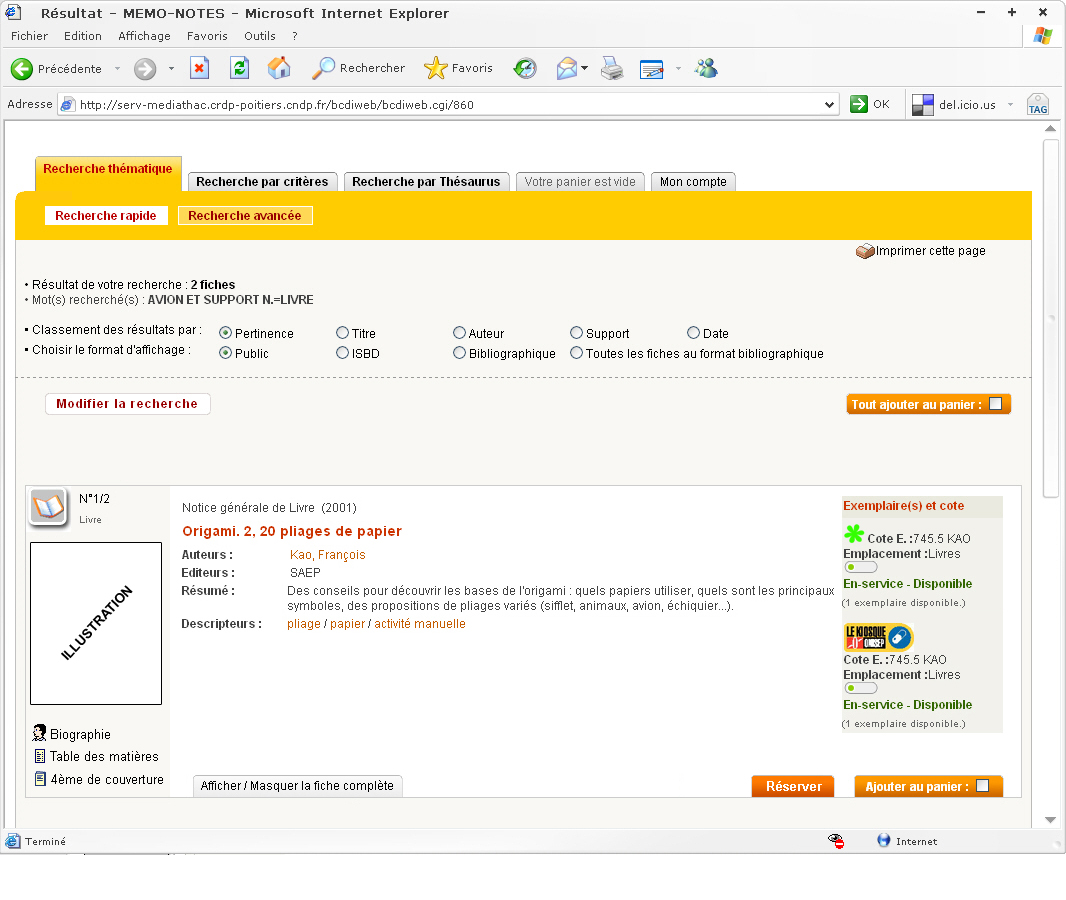 Résultat - MEMO-NOTES - Microsoft Internet Explorer
Fichier Edition Affichage Favoris Outils ?
Précédente Rechercher Favoris
Adresse http://serv-mediathac.crdp-poitiers.cndp.fr/bcdiweb/bcdiweb.cgi/860 OK del.icio.us TAG
Recherche thématique Recherche par critères Recherche par Thésaurus Votre panier est vide Mon compte
Recherche rapide Recherche avancée
Imprimer cette page
• Résultat de votre recherche : 2 fiches
• Mot(s) recherché(s) : AVION ET SUPPORT N.=LIVRE
• Classement des résultats par : Pertinence Titre Auteur Support Date
• Choisir le format d'affichage : Public ISBD Bibliographique Toutes les fiches au format bibliographique
Modifier la recherche Tout ajouter au panier :
N°1/2
Livre
ILLUSTRATION
Biographie
Table des matières
4ème de couverture
Notice générale de Livre (2001)
Origami. 2, 20 pliages de papier
Auteurs : Kao, François
Editeurs : SAEP
Résumé : Des conseils pour découvrir les bases de l'origami : quels papiers utiliser, quels sont les principaux
symboles, des propositions de pliages variés (sifflet, animaux, avion, échiquier...).
Descripteurs : pliage / papier / activité manuelle
Exemplaire(s) et cote
Cote E. :745.5 KAO
Emplacement :Livres
En-service - Disponible
(1 exemplaire disponible.)
LE KIOSQUE
ONISEP
Cote E. :745.5 KAO
Emplacement :Livres
En-service - Disponible
(1 exemplaire disponible.)
Afficher / Masquer la fiche complète Réserver Ajouter au panier :
Terminé Internet